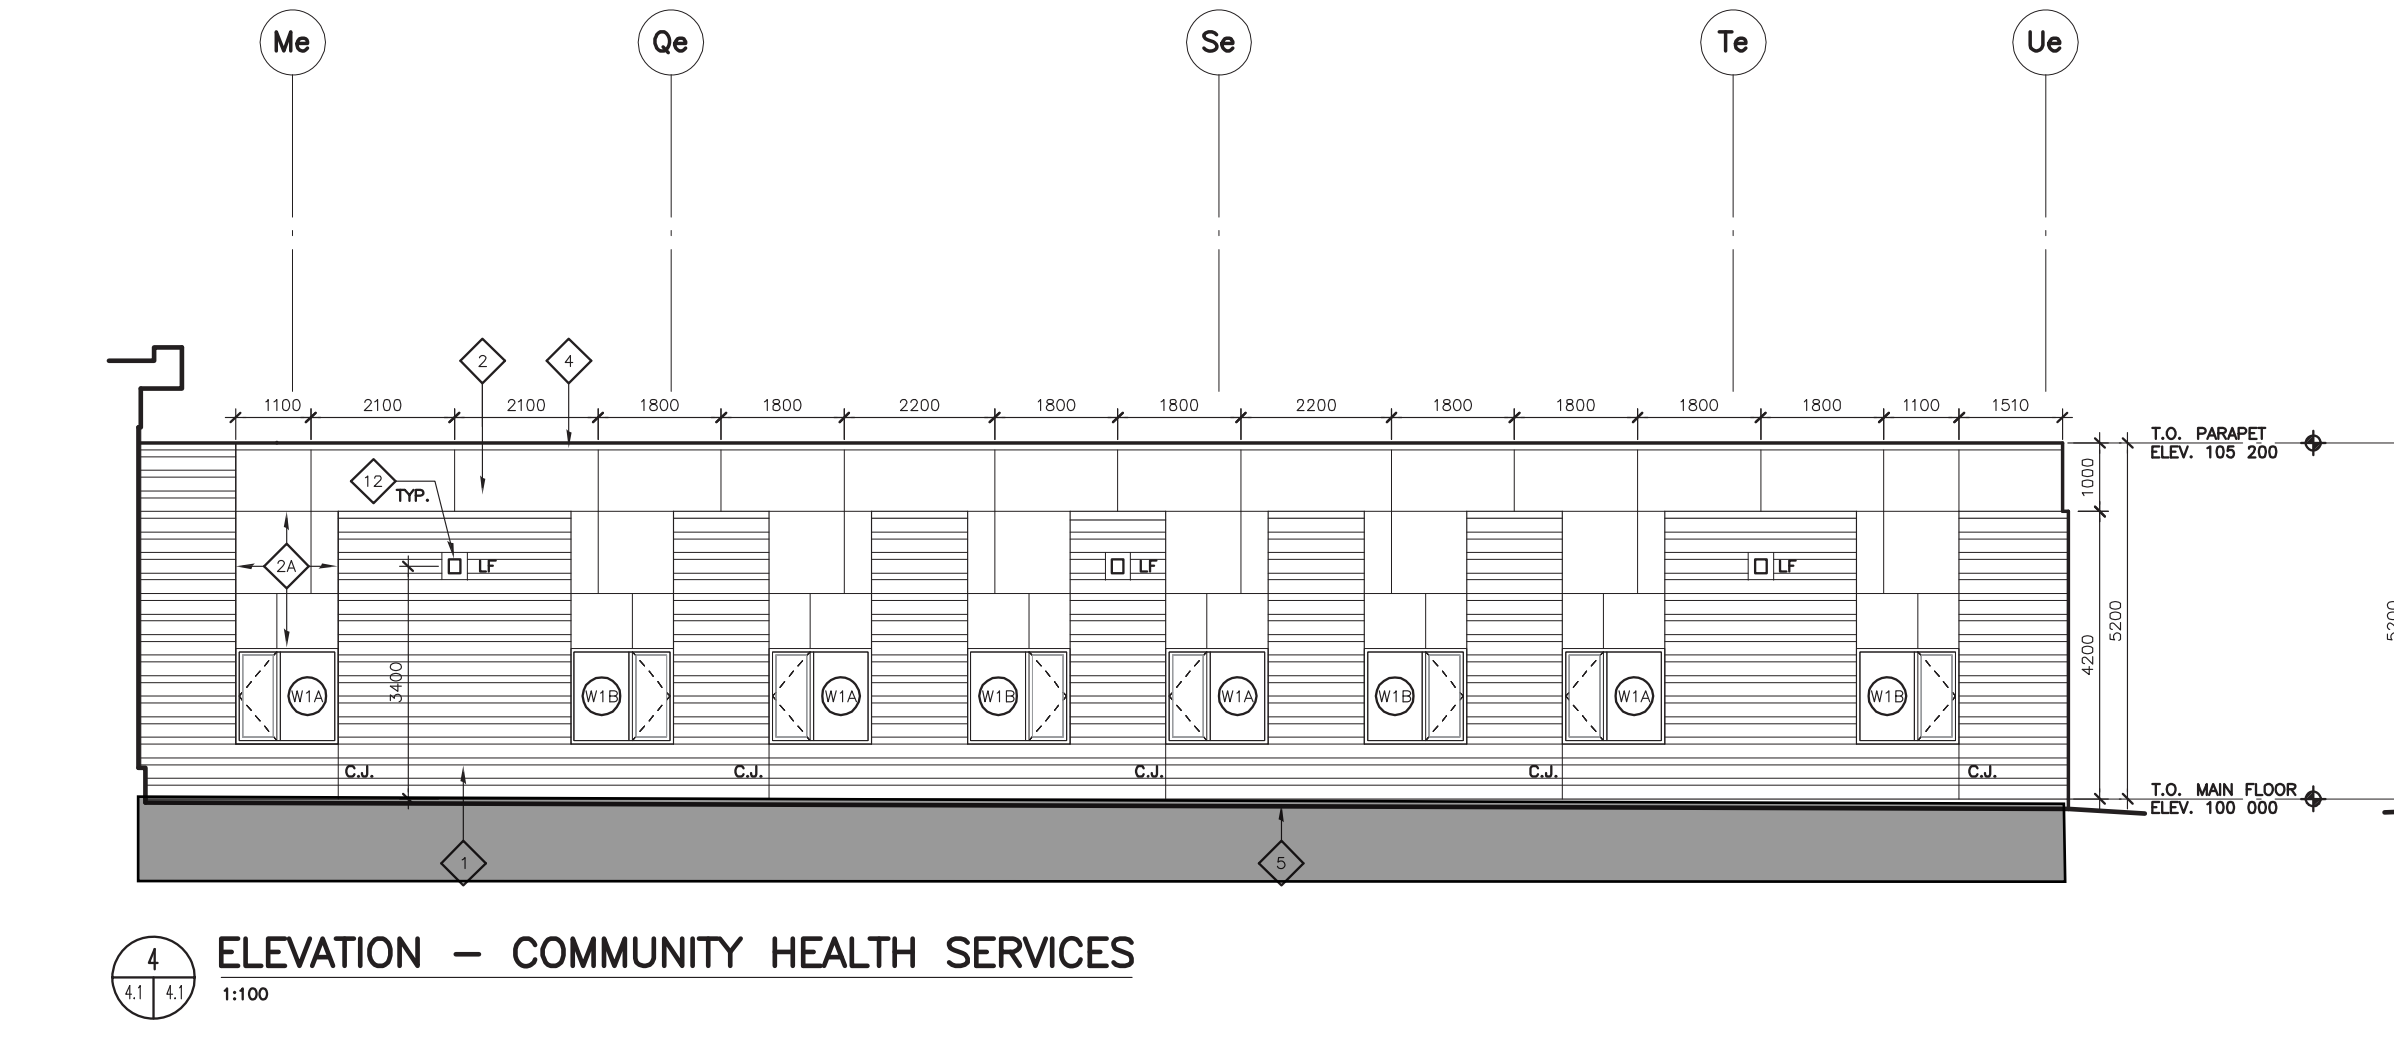 Me Qe Se Te Ue
2 4
1100 2100 2100 1800 1800 2200 1800 1800 2200 1800 1800 1800 1800 1100 1510
T.O. PARAPET
ELEV. 105 200
12
TYP.
1000
2A LF LF LF
5200
5200
4200
3400
W1A W1B W1A W1B W1A W1B W1A W1B
C.J. C.J. C.J. C.J. C.J.
T.O. MAIN FLOOR
ELEV. 100 000
1 5
4 ELEVATION - COMMUNITY HEALTH SERVICES
4.1 4.1 1:100